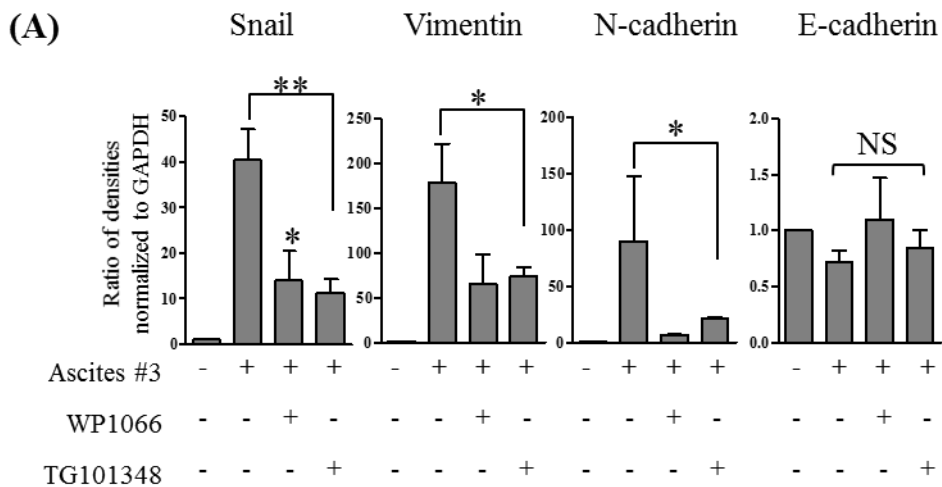 (A)
Snail Vimentin N-cadherin E-cadherin
** * * NS
*
Ratio of densities
normalized to GAPDH
50 40 30 20 10 0
250 200 150 100 50 0
200 150 100 50 0
2.0 1.5 1.0 0.5 0.0
Ascites #3 - + + + - + + + - + + + - + + +
WP1066 - - + - - - + - - - + - - - + -
TG101348 - - - + - - - + - - - + - - - +